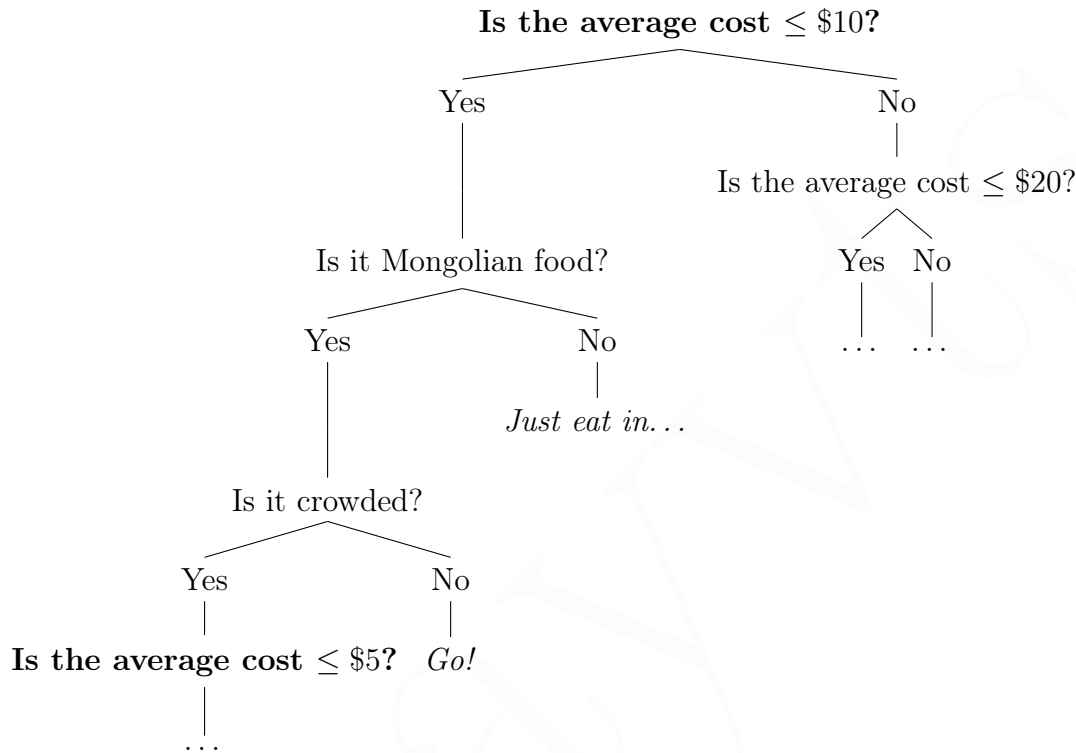 Is the average cost ≤ $10?
Yes
No
Is the average cost ≤ $20?
Is it Mongolian food?
Yes No
Yes
No
... ...
Just eat in...
Is it crowded?
Yes
No
Is the average cost ≤ $5?
Go!
...